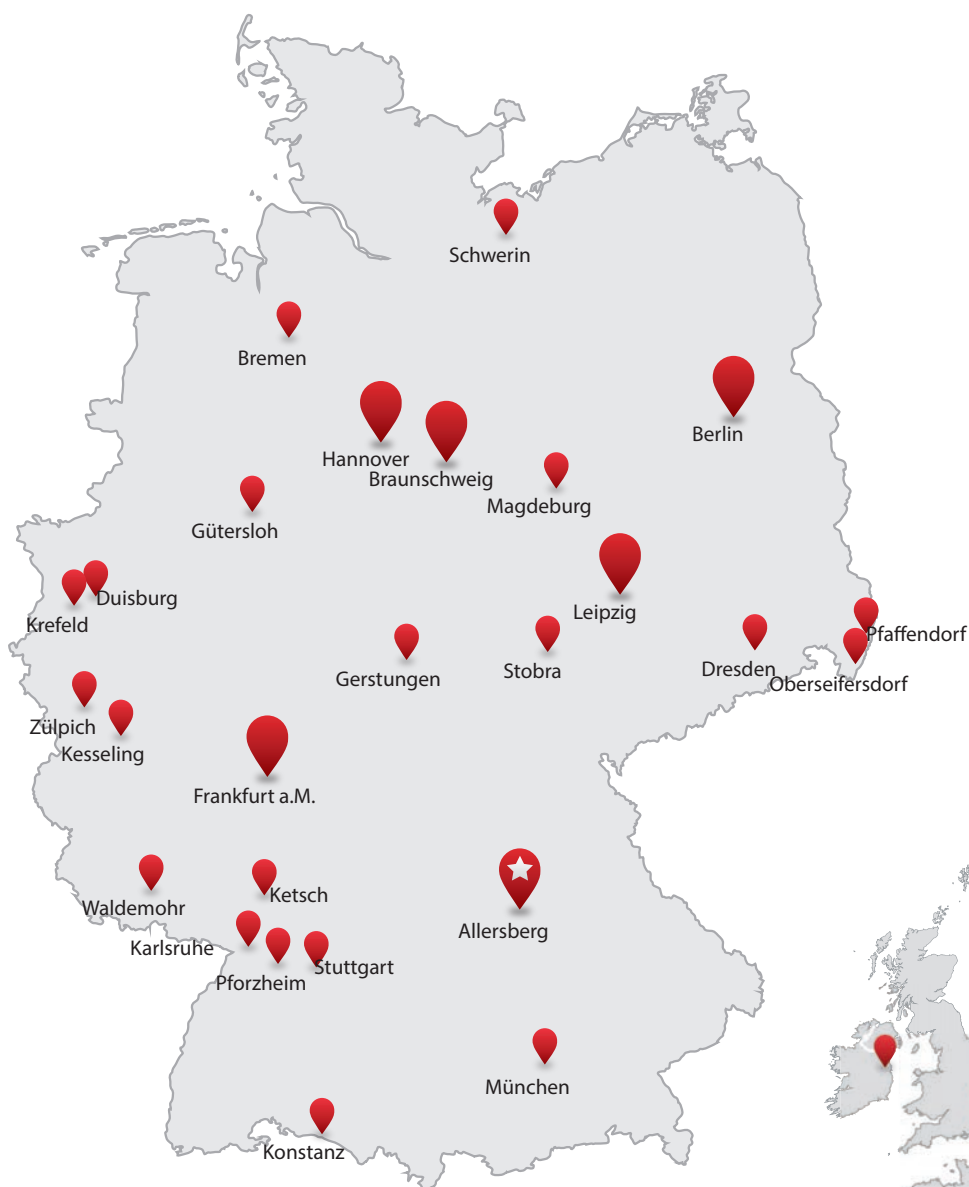 Schwerin
Bremen
Berlin
Hannover
Braunschweig
Magdeburg
Gütersloh
Duisburg
Leipzig
Krefeld
Pfaffendorf
Gerstungen
Stobra
Dresden
Oberseifersdorf
Zülpich
Kesseling
Frankfurt a.M.
Waldemohr
Ketsch
Allersberg
Karlsruhe
Pforzheim
Stuttgart
München
Konstanz